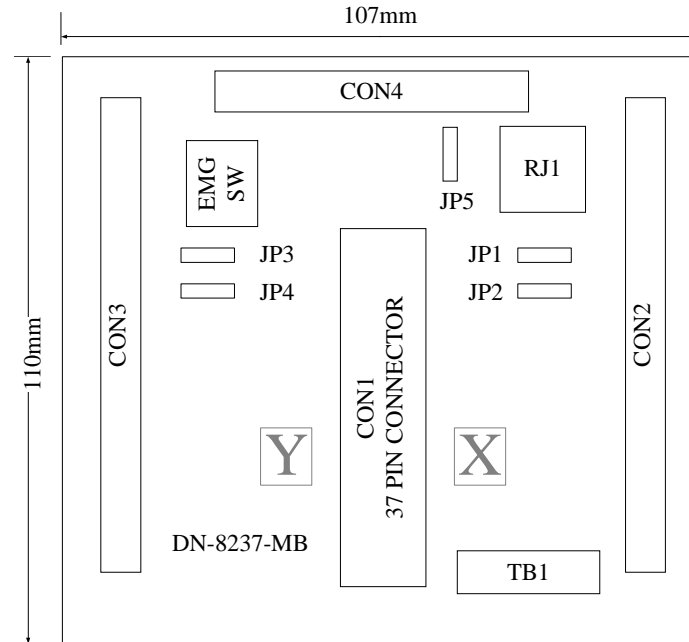 107mm
CON4
EMG
SW
RJ1
JP5
JP3
JP1
JP4
JP2
CON3
CON2
110mm
CON1
37 PIN CONNECTOR
Y
X
DN-8237-MB
TB1